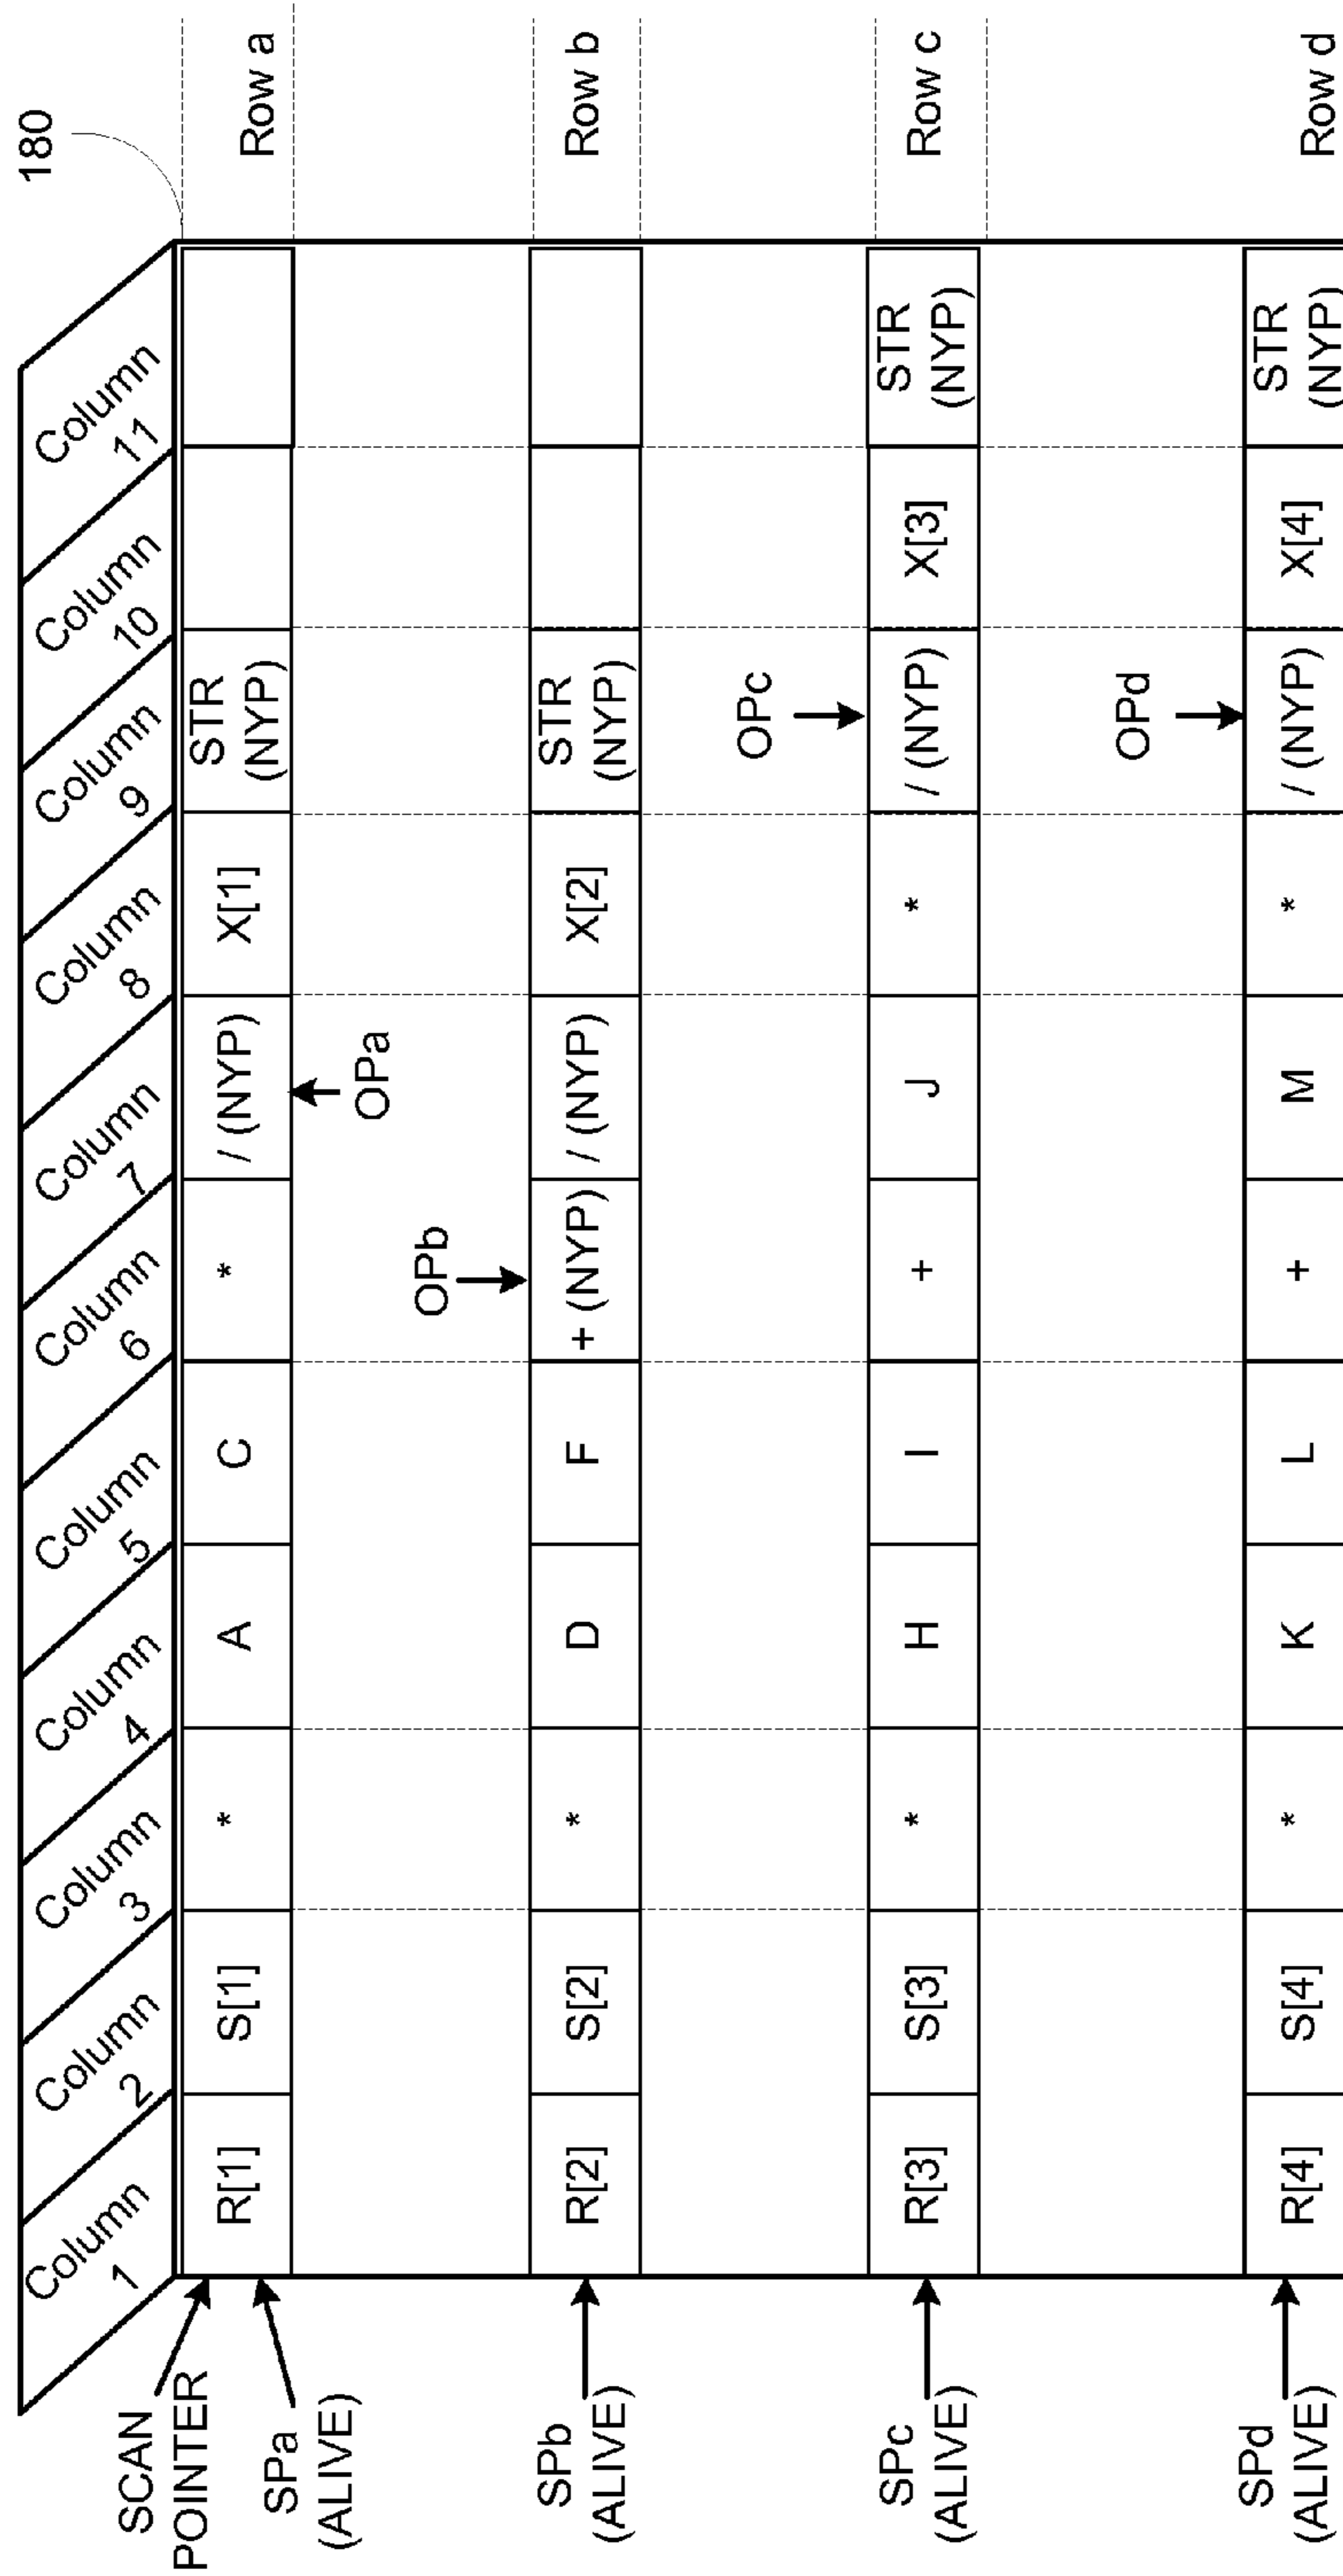 180
Column
1
Column
2
Column
3
Column
4
Column
5
Column
6
Column
7
Column
8
Column
9
Column
10
Column
11
SCAN
POINTER
SPa
(ALIVE)
R[1]
S[1]
*
A
C
*
/ (NYP)
X[1]
STR
(NYP)
Row a
OPa
OPb
SPb
(ALIVE)
R[2]
S[2]
*
D
F
+ (NYP)
/ (NYP)
X[2]
STR
(NYP)
Row b
OPc
SPc
(ALIVE)
R[3]
S[3]
*
H
I
+
J
*
/ (NYP)
X[3]
STR
(NYP)
Row c
OPd
SPd
(ALIVE)
R[4]
S[4]
*
K
L
+
M
*
/ (NYP)
X[4]
STR
(NYP)
Row d